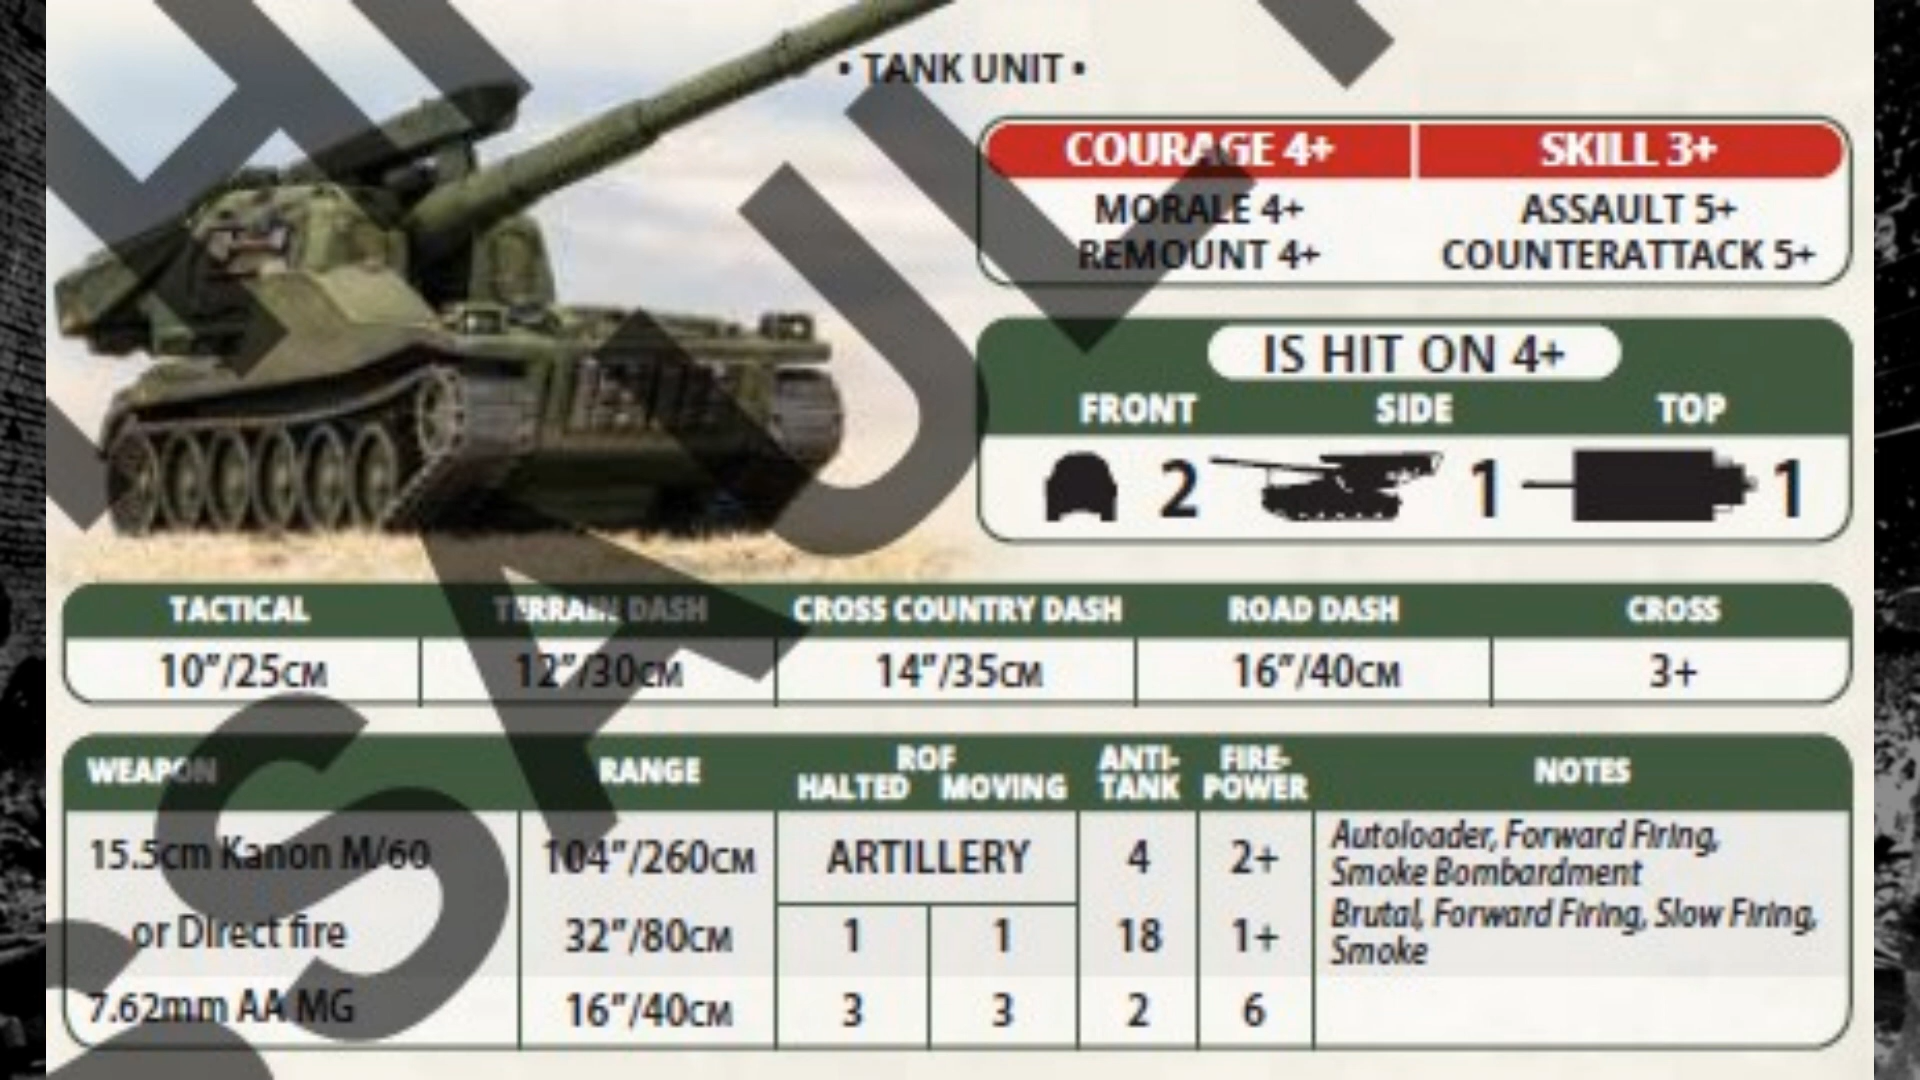 • TANK UNIT •
COURAGE 4+ SKILL 3+
MORALE 4+ ASSAULT 5+
REMOUNT 4+ COUNTERATTACK 5+
IS HIT ON 4+
FRONT SIDE TOP
2 1 1
TACTICAL TERRAIN DASH CROSS COUNTRY DASH ROAD DASH CROSS
10"/25CM 12"/30CM 14"/35CM 16"/40CM 3+
WEAPON RANGE ROF HALTED MOVING ANTI-TANK FIRE-POWER NOTES
15.5cm Kanon M/60 104"/260CM ARTILLERY 4 2+ Autoloader, Forward Firing,
Smoke Bombardment
or Direct fire 32"/80CM 1 1 18 1+ Brutal, Forward Firing, Slow Firing,
Smoke
7.62mm AA MG 16"/40CM 3 3 2 6